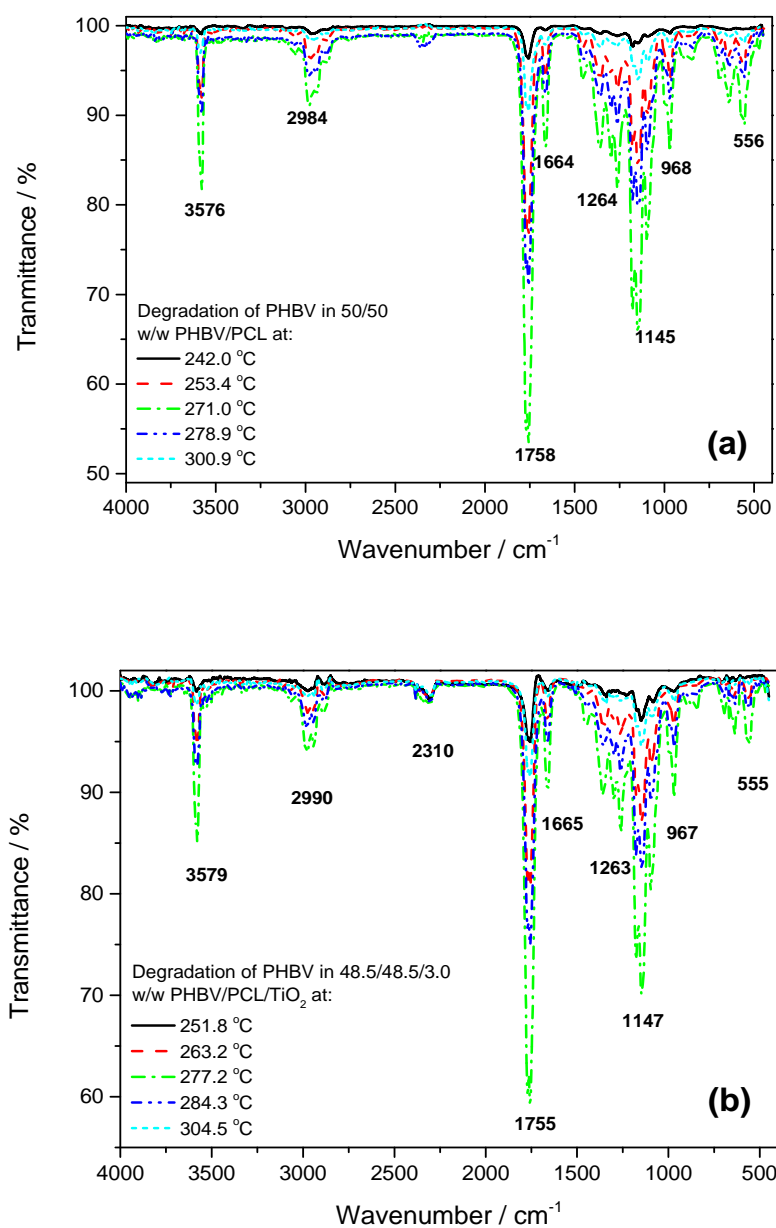 100
90
80
70
60
50
Tranmittance / %
3576
2984
1758
1664
1264
1145
968
556
Degradation of PHBV in 50/50
w/w PHBV/PCL at:
242.0 °C
253.4 °C
271.0 °C
278.9 °C
300.9 °C
(a)
4000 3500 3000 2500 2000 1500 1000 500
Wavenumber / cm⁻¹
100
90
80
70
60
Transmittance / %
3579
2990
2310
1755
1665
1263
1147
967
555
Degradation of PHBV in 48.5/48.5/3.0
w/w PHBV/PCL/TiO₂ at:
251.8 °C
263.2 °C
277.2 °C
284.3 °C
304.5 °C
(b)
4000 3500 3000 2500 2000 1500 1000 500
Wavenumber / cm⁻¹